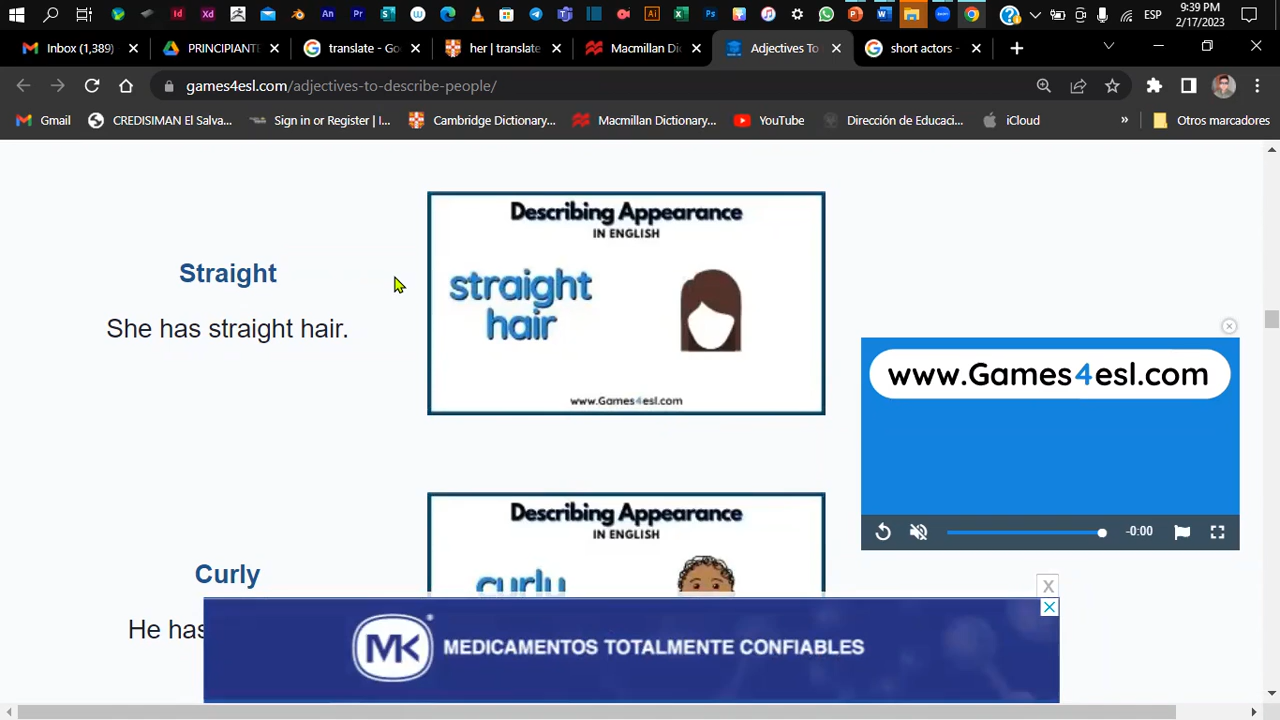 9:39 PM
ESP
2/17/2023
Inbox (1,389)
PRINCIPIANT
translate - Go
her | translate
Macmillan Dic
Adjectives To
short actors -
games4esl.com/adjectives-to-describe-people/
Gmail
CREDISIMAN El Salva...
Sign in or Register | I...
Cambridge Dictionary...
Macmillan Dictionary...
YouTube
Dirección de Educaci...
iCloud
»
Otros marcadores
Describing Appearance
IN ENGLISH
Straight
straight
hair
She has straight hair.
www.Games4esl.com
www.Games4esl.com
-0:00
Describing Appearance
IN ENGLISH
Curly
curly
He has
X
MK®
MEDICAMENTOS TOTALMENTE CONFIABLES